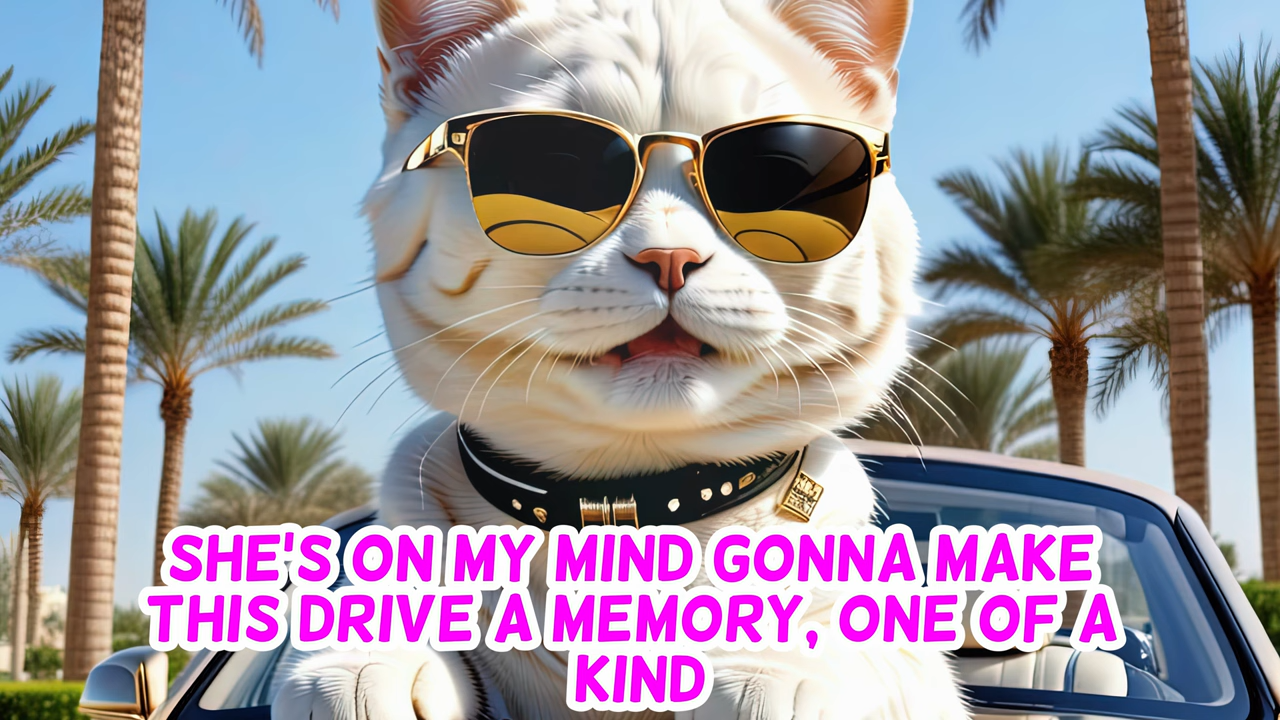 SHE'S ON MY MIND GONNA MAKE
THIS DRIVE A MEMORY, ONE OF A
KIND